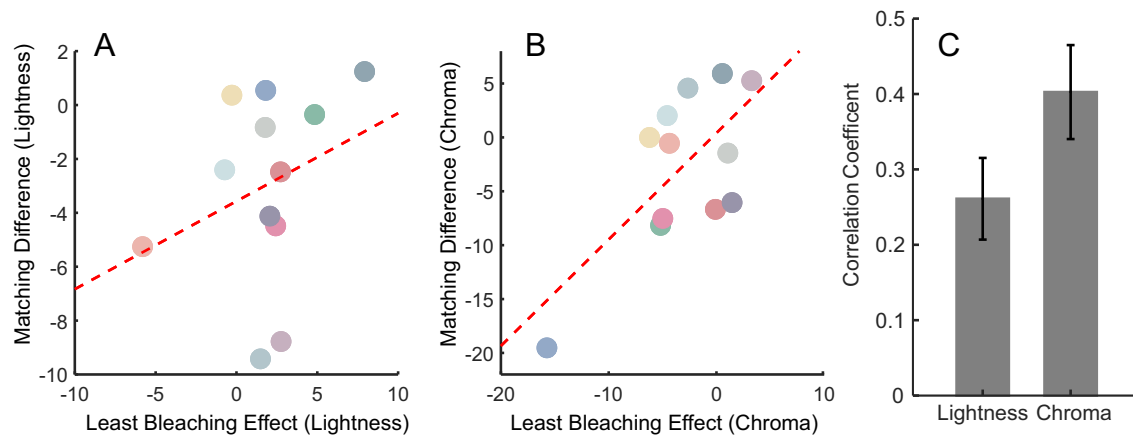 A
Matching Difference (Lightness)
2
0
-2
-4
-6
-8
-10
-10
-5
0
5
10
Least Bleaching Effect (Lightness)
B
Matching Difference (Chroma)
5
0
-5
-10
-15
-20
-20
-10
0
10
Least Bleaching Effect (Chroma)
C
Correlation Coefficent
0.5
0.4
0.3
0.2
0.1
0
Lightness
Chroma